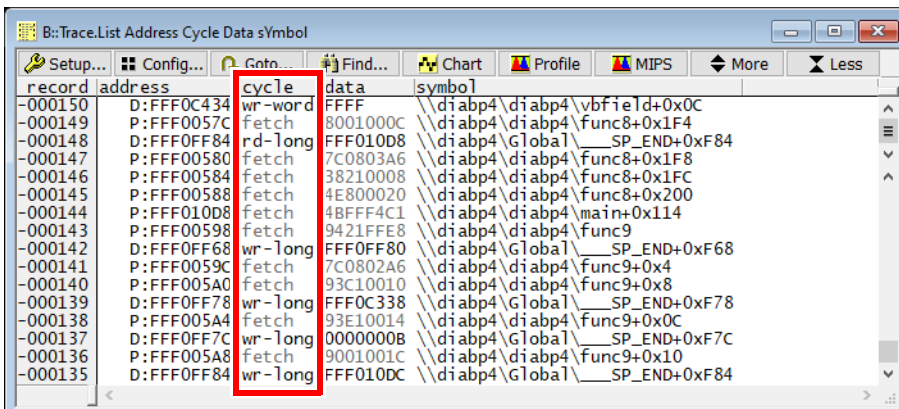 B::Trace.List Address Cycle Data sYmbol
Setup... Config... Goto... Find... Chart Profile MIPS More Less
record address cycle data symbol
-000150 D:FFF0C434 wr-word FFFF \\diabp4\diabp4\vbfield+0x0C
-000149 P:FFF0057C fetch 8001000C \\diabp4\diabp4\func8+0x1F4
-000148 D:FFF0FF84 rd-long FFF010D8 \\diabp4\Global\___SP_END+0xF84
-000147 P:FFF00580 fetch 7C0803A6 \\diabp4\diabp4\func8+0x1F8
-000146 P:FFF00584 fetch 38210008 \\diabp4\diabp4\func8+0x1FC
-000145 P:FFF00588 fetch 4E800020 \\diabp4\diabp4\func8+0x200
-000144 P:FFF010D8 fetch 4BFFF4C1 \\diabp4\diabp4\main+0x114
-000143 P:FFF00598 fetch 9421FFE8 \\diabp4\diabp4\func9
-000142 D:FFF0FF68 wr-long FFF0FF80 \\diabp4\Global\___SP_END+0xF68
-000141 P:FFF0059C fetch 7C0802A6 \\diabp4\diabp4\func9+0x4
-000140 P:FFF005A0 fetch 93C10010 \\diabp4\diabp4\func9+0x8
-000139 D:FFF0FF78 wr-long FFF0C338 \\diabp4\Global\___SP_END+0xF78
-000138 P:FFF005A4 fetch 93E10014 \\diabp4\diabp4\func9+0x0C
-000137 D:FFF0FF7C wr-long 0000000B \\diabp4\Global\___SP_END+0xF7C
-000136 P:FFF005A8 fetch 9001001C \\diabp4\diabp4\func9+0x10
-000135 D:FFF0FF84 wr-long FFF010DC \\diabp4\Global\___SP_END+0xF84